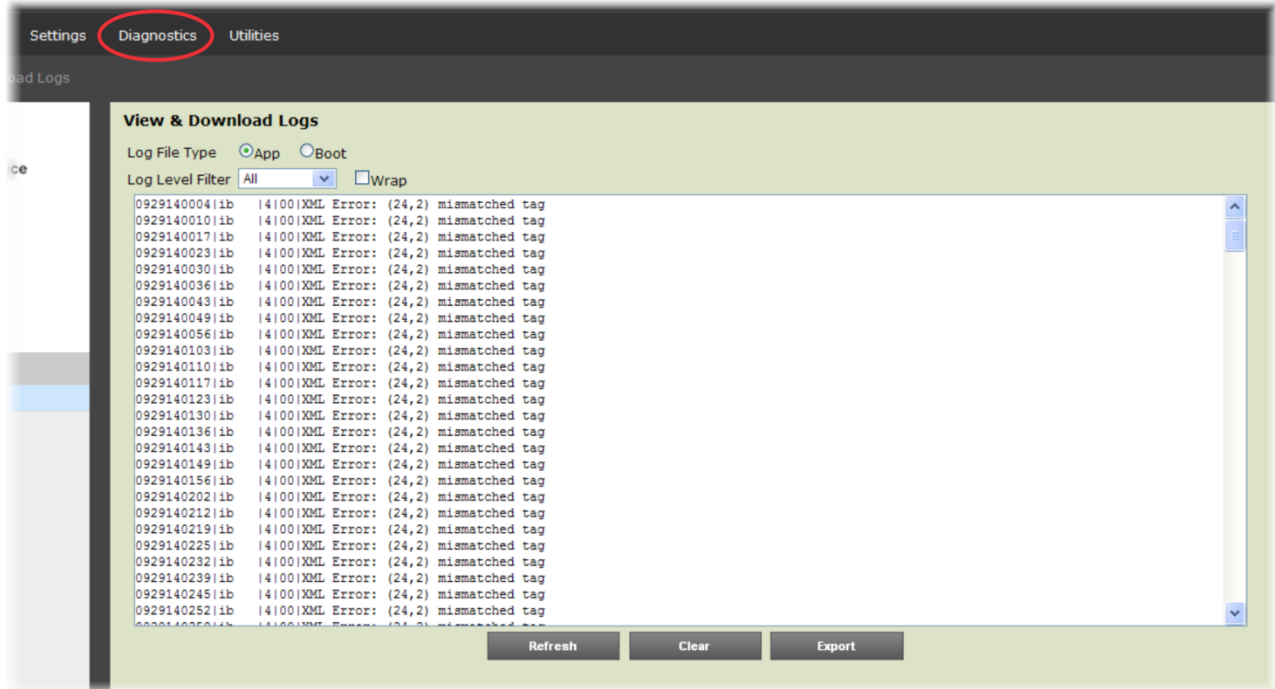 Settings Diagnostics Utilities
oad Logs
ce
View & Download Logs
Log File Type App Boot
Log Level Filter All Wrap
0929140004|ib |4|00|XML Error: (24,2) mismatched tag
0929140010|ib |4|00|XML Error: (24,2) mismatched tag
0929140017|ib |4|00|XML Error: (24,2) mismatched tag
0929140023|ib |4|00|XML Error: (24,2) mismatched tag
0929140030|ib |4|00|XML Error: (24,2) mismatched tag
0929140036|ib |4|00|XML Error: (24,2) mismatched tag
0929140043|ib |4|00|XML Error: (24,2) mismatched tag
0929140049|ib |4|00|XML Error: (24,2) mismatched tag
0929140056|ib |4|00|XML Error: (24,2) mismatched tag
0929140103|ib |4|00|XML Error: (24,2) mismatched tag
0929140110|ib |4|00|XML Error: (24,2) mismatched tag
0929140117|ib |4|00|XML Error: (24,2) mismatched tag
0929140123|ib |4|00|XML Error: (24,2) mismatched tag
0929140130|ib |4|00|XML Error: (24,2) mismatched tag
0929140136|ib |4|00|XML Error: (24,2) mismatched tag
0929140143|ib |4|00|XML Error: (24,2) mismatched tag
0929140149|ib |4|00|XML Error: (24,2) mismatched tag
0929140156|ib |4|00|XML Error: (24,2) mismatched tag
0929140202|ib |4|00|XML Error: (24,2) mismatched tag
0929140212|ib |4|00|XML Error: (24,2) mismatched tag
0929140219|ib |4|00|XML Error: (24,2) mismatched tag
0929140225|ib |4|00|XML Error: (24,2) mismatched tag
0929140232|ib |4|00|XML Error: (24,2) mismatched tag
0929140239|ib |4|00|XML Error: (24,2) mismatched tag
0929140245|ib |4|00|XML Error: (24,2) mismatched tag
0929140252|ib |4|00|XML Error: (24,2) mismatched tag
Refresh Clear Export